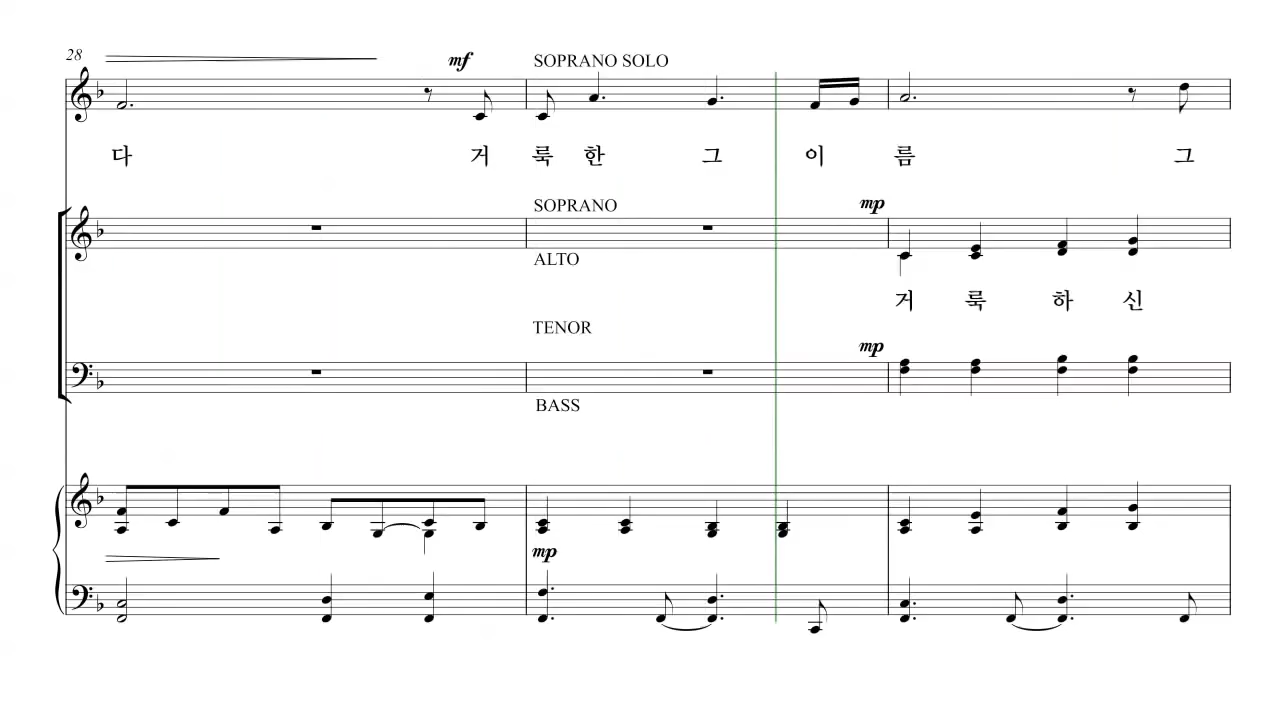 28
mf
SOPRANO SOLO
다 거 룩 한 그 이 름 그
SOPRANO
mp
ALTO
거 룩 하 신
TENOR
mp
BASS
mp